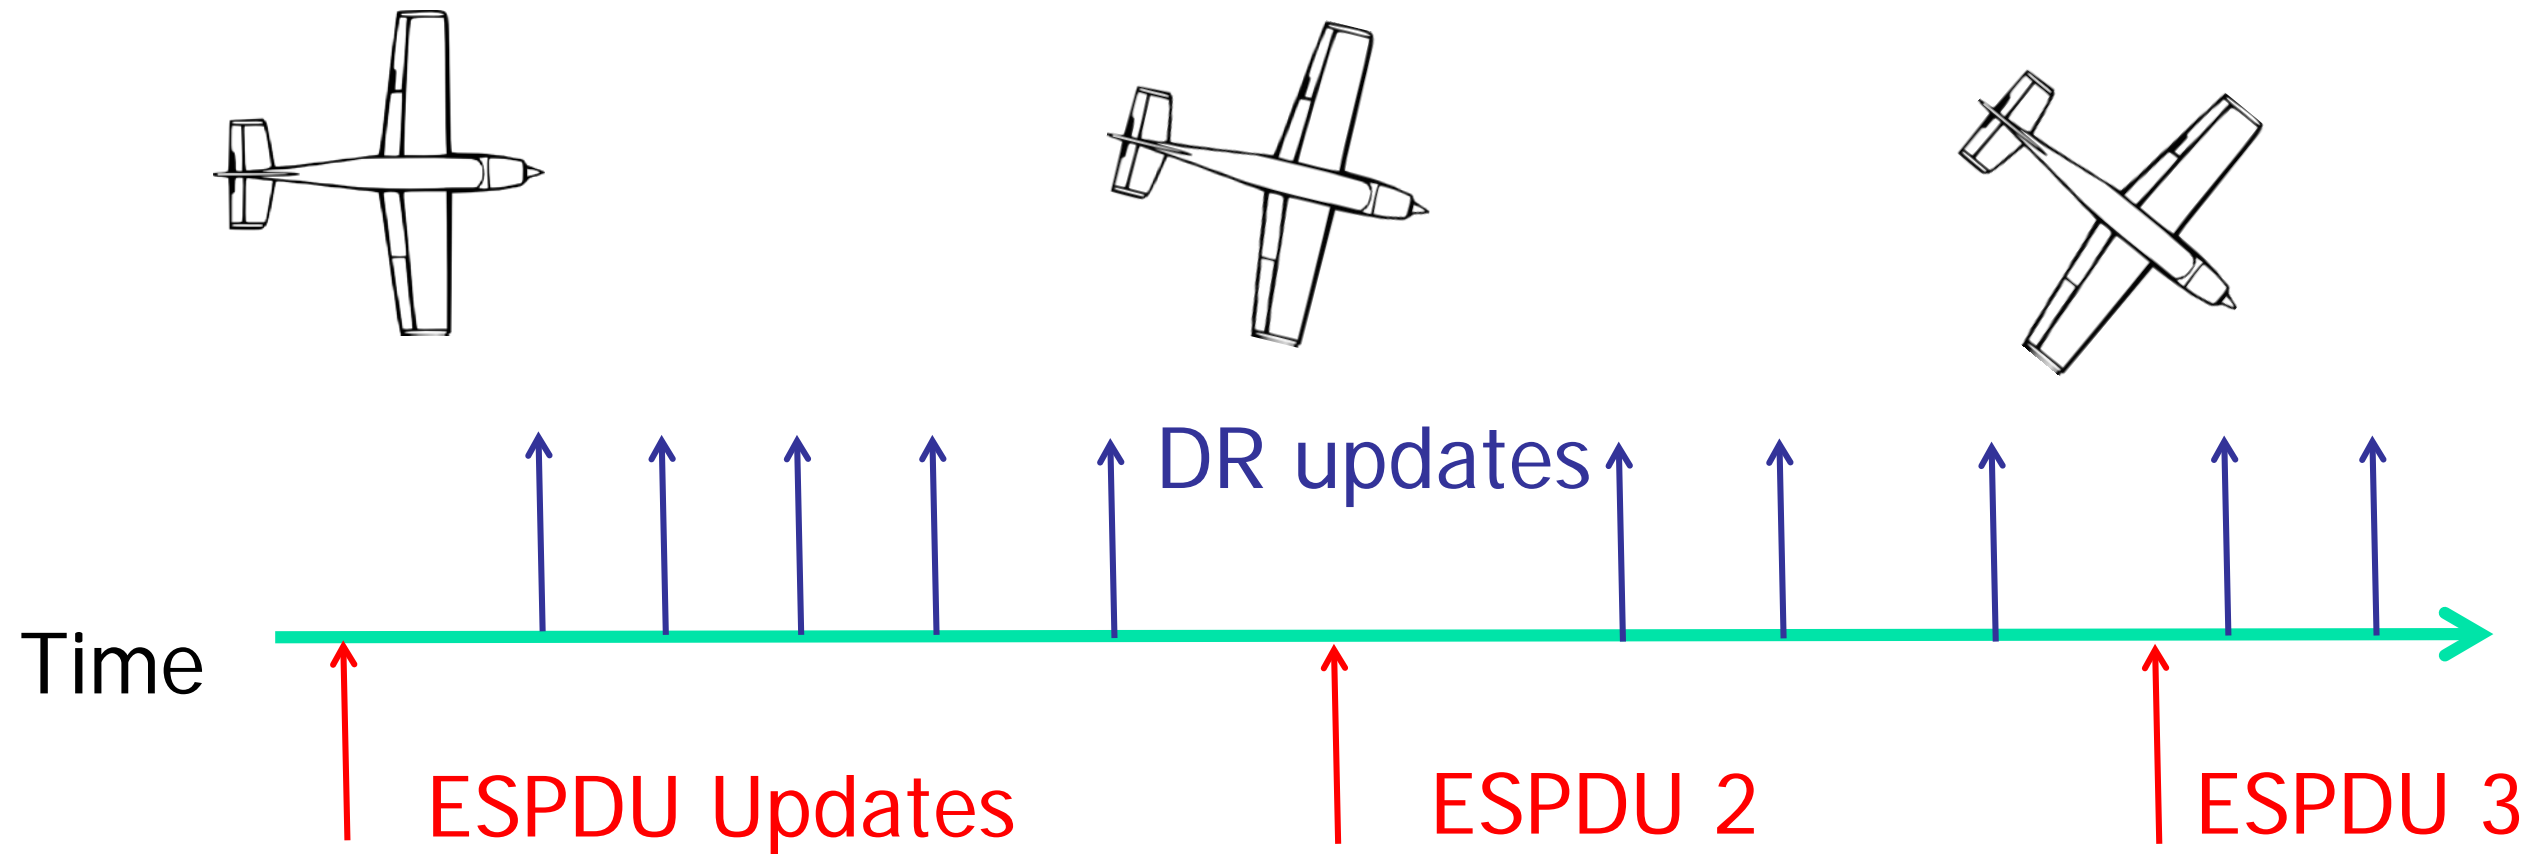 DR updates
Time
ESPDU Updates
ESPDU 2
ESPDU 3